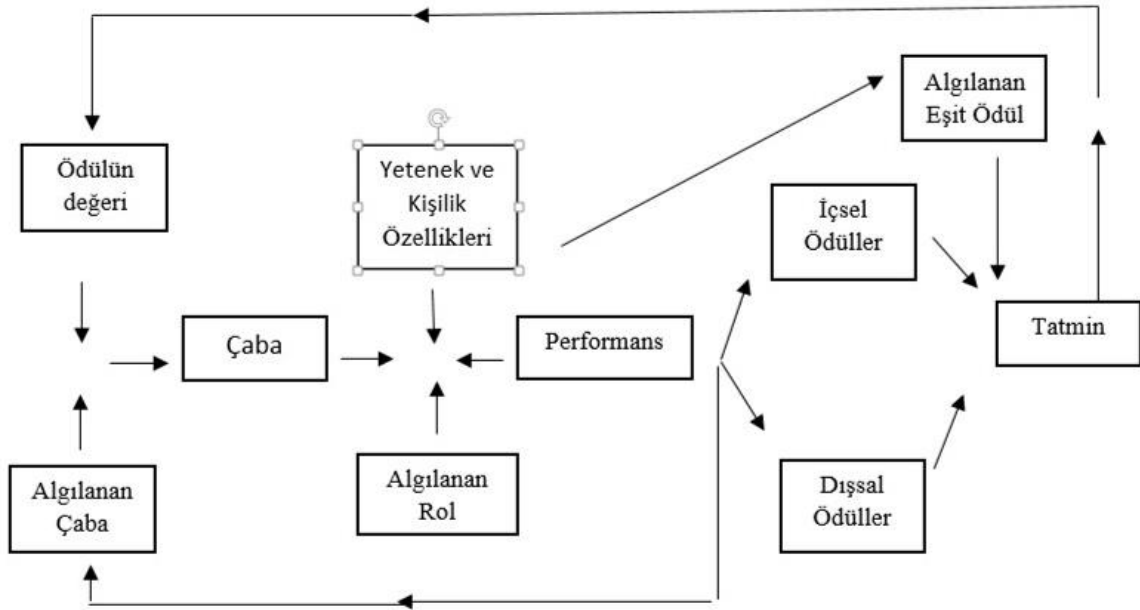 Algılanan
Eşit Ödül
Ödülün
değeri
Yetenek ve
Kişilik
Özellikleri
İçsel
Ödüller
Çaba
Performans
Tatmin
Algılanan
Çaba
Algılanan
Rol
Dışsal
Ödüller